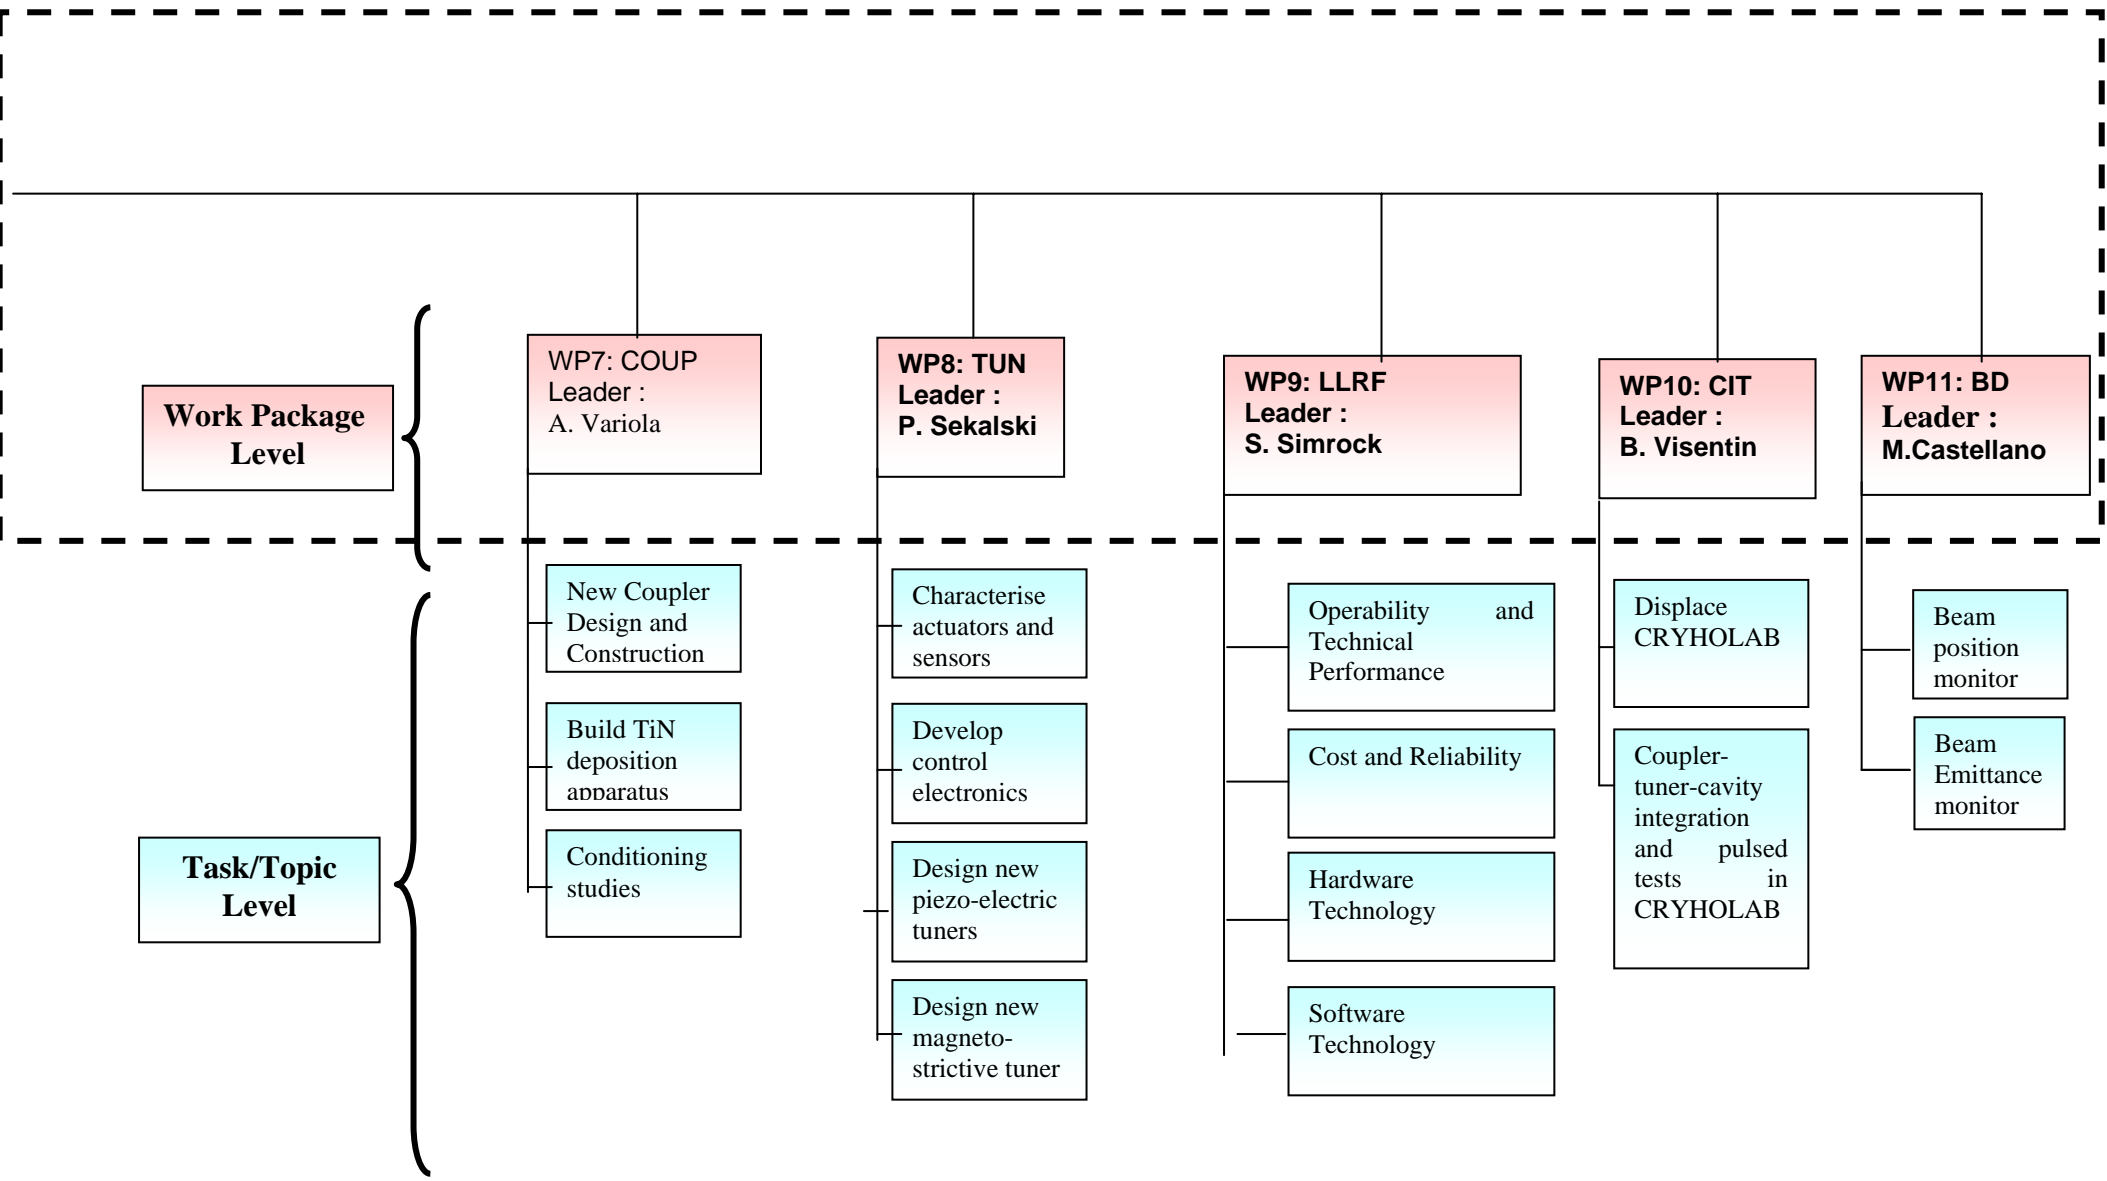 Work Package
Level
WP7: COUP
Leader :
A. Variola
WP8: TUN
Leader :
P. Sekalski
WP9: LLRF
Leader :
S. Simrock
WP10: CIT
Leader :
B. Visentin
WP11: BD
Leader :
M.Castellano
Task/Topic
Level
New Coupler
Design and
Construction
Build TiN
deposition
apparatus
Conditioning
studies
Characterise
actuators and
sensors
Develop
control
electronics
Design new
piezo-electric
tuners
Design new
magneto-
strictive tuner
Operability and
Technical
Performance
Cost and Reliability
Hardware
Technology
Software
Technology
Displace
CRYHOLAB
Coupler-
tuner-cavity
integration
and pulsed
tests in
CRYHOLAB
Beam
position
monitor
Beam
Emittance
monitor